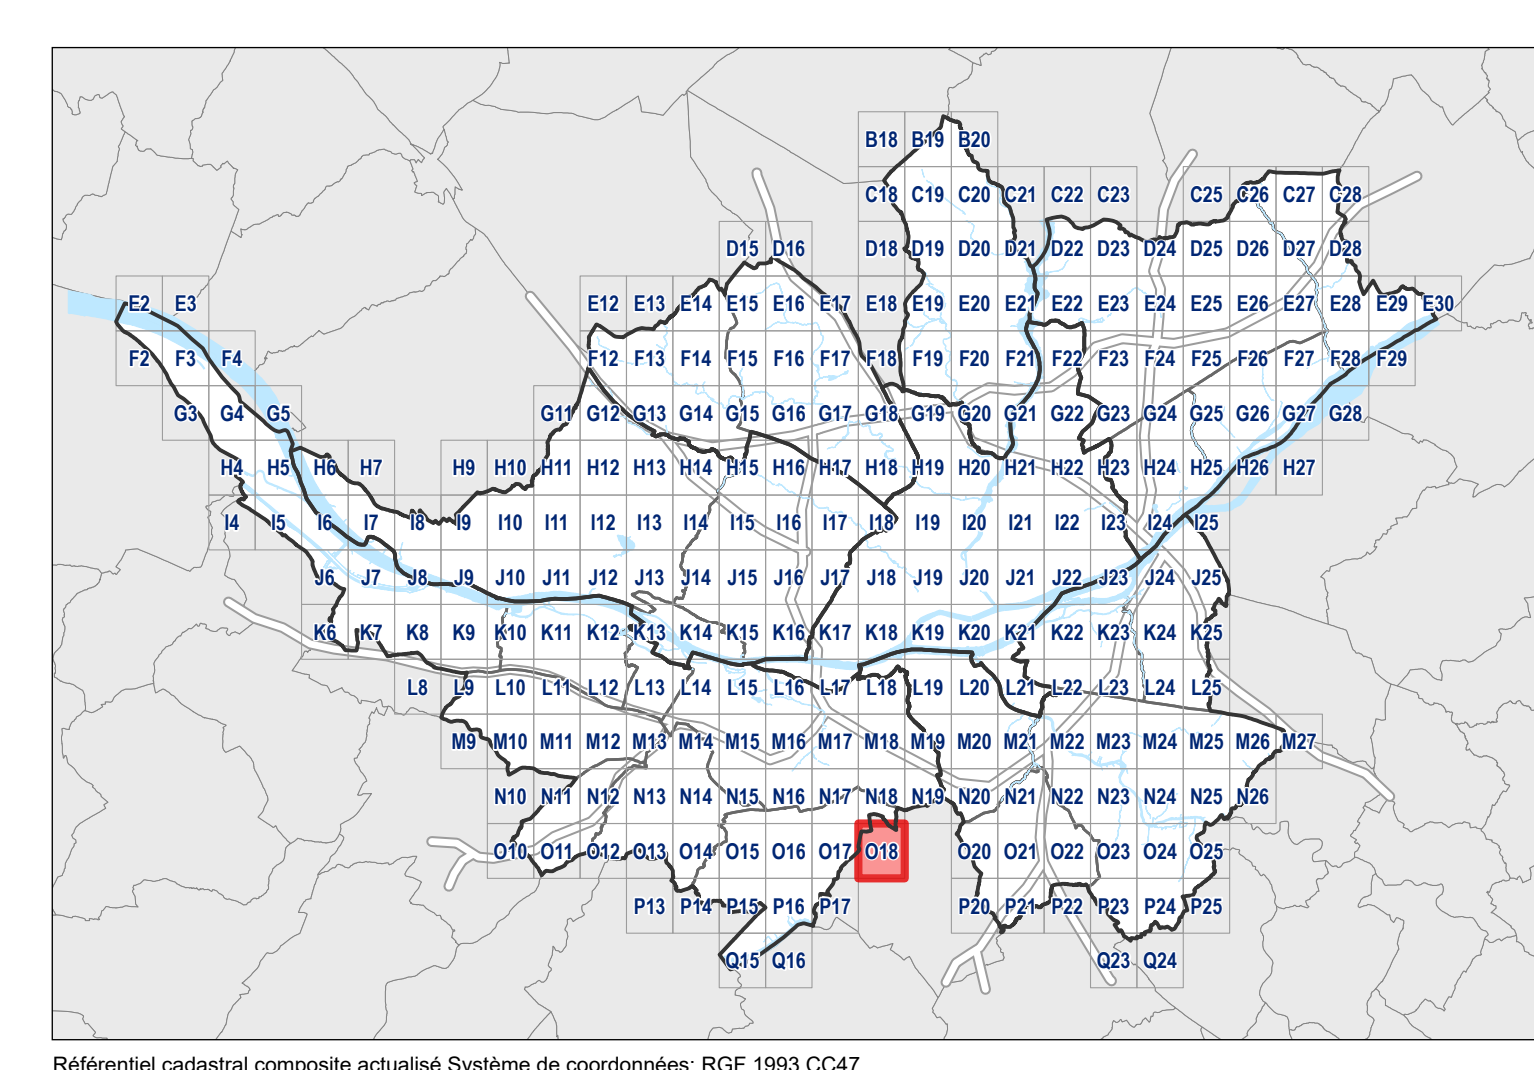 B18 B19 B20
C18 C19 C20 C21 C22 C23 C25 C26 C27 C28
D15 D16 D18 D19 D20 D21 D22 D23 D24 D25 D26 D27 D28
E2 E3 E12 E13 E14 E15 E16 E17 E18 E19 E20 E21 E22 E23 E24 E25 E26 E27 E28 E29 E30
F2 F3 F4 F12 F13 F14 F15 F16 F17 F18 F19 F20 F21 F22 F23 F24 F25 F26 F27 F28 F29
G3 G4 G5 G11 G12 G13 G14 G15 G16 G17 G18 G19 G20 G21 G22 G23 G24 G25 G26 G27 G28
H4 H5 H6 H7 H9 H10 H11 H12 H13 H14 H15 H16 H17 H18 H19 H20 H21 H22 H23 H24 H25 H26 H27
I4 I5 I6 I7 I8 I9 I10 I11 I12 I13 I14 I15 I16 I17 I18 I19 I20 I21 I22 I23 I24 I25
J6 J7 J8 J9 J10 J11 J12 J13 J14 J15 J16 J17 J18 J19 J20 J21 J22 J23 J24 J25
K6 K7 K8 K9 K10 K11 K12 K13 K14 K15 K16 K17 K18 K19 K20 K21 K22 K23 K24 K25
L8 L9 L10 L11 L12 L13 L14 L15 L16 L17 L18 L19 L20 L21 L22 L23 L24 L25
M9 M10 M11 M12 M13 M14 M15 M16 M17 M18 M19 M20 M21 M22 M23 M24 M25 M26 M27
N10 N11 N12 N13 N14 N15 N16 N17 N18 N19 N20 N21 N22 N23 N24 N25 N26
O10 O11 O12 O13 O14 O15 O16 O17 O18 O20 O21 O22 O23 O24 O25
P13 P14 P15 P16 P17 P20 P21 P22 P23 P24 P25
Q15 Q16 Q23 Q24
Référentiel cadastral composite actualisé Système de coordonnées: RGF 1993 CC47